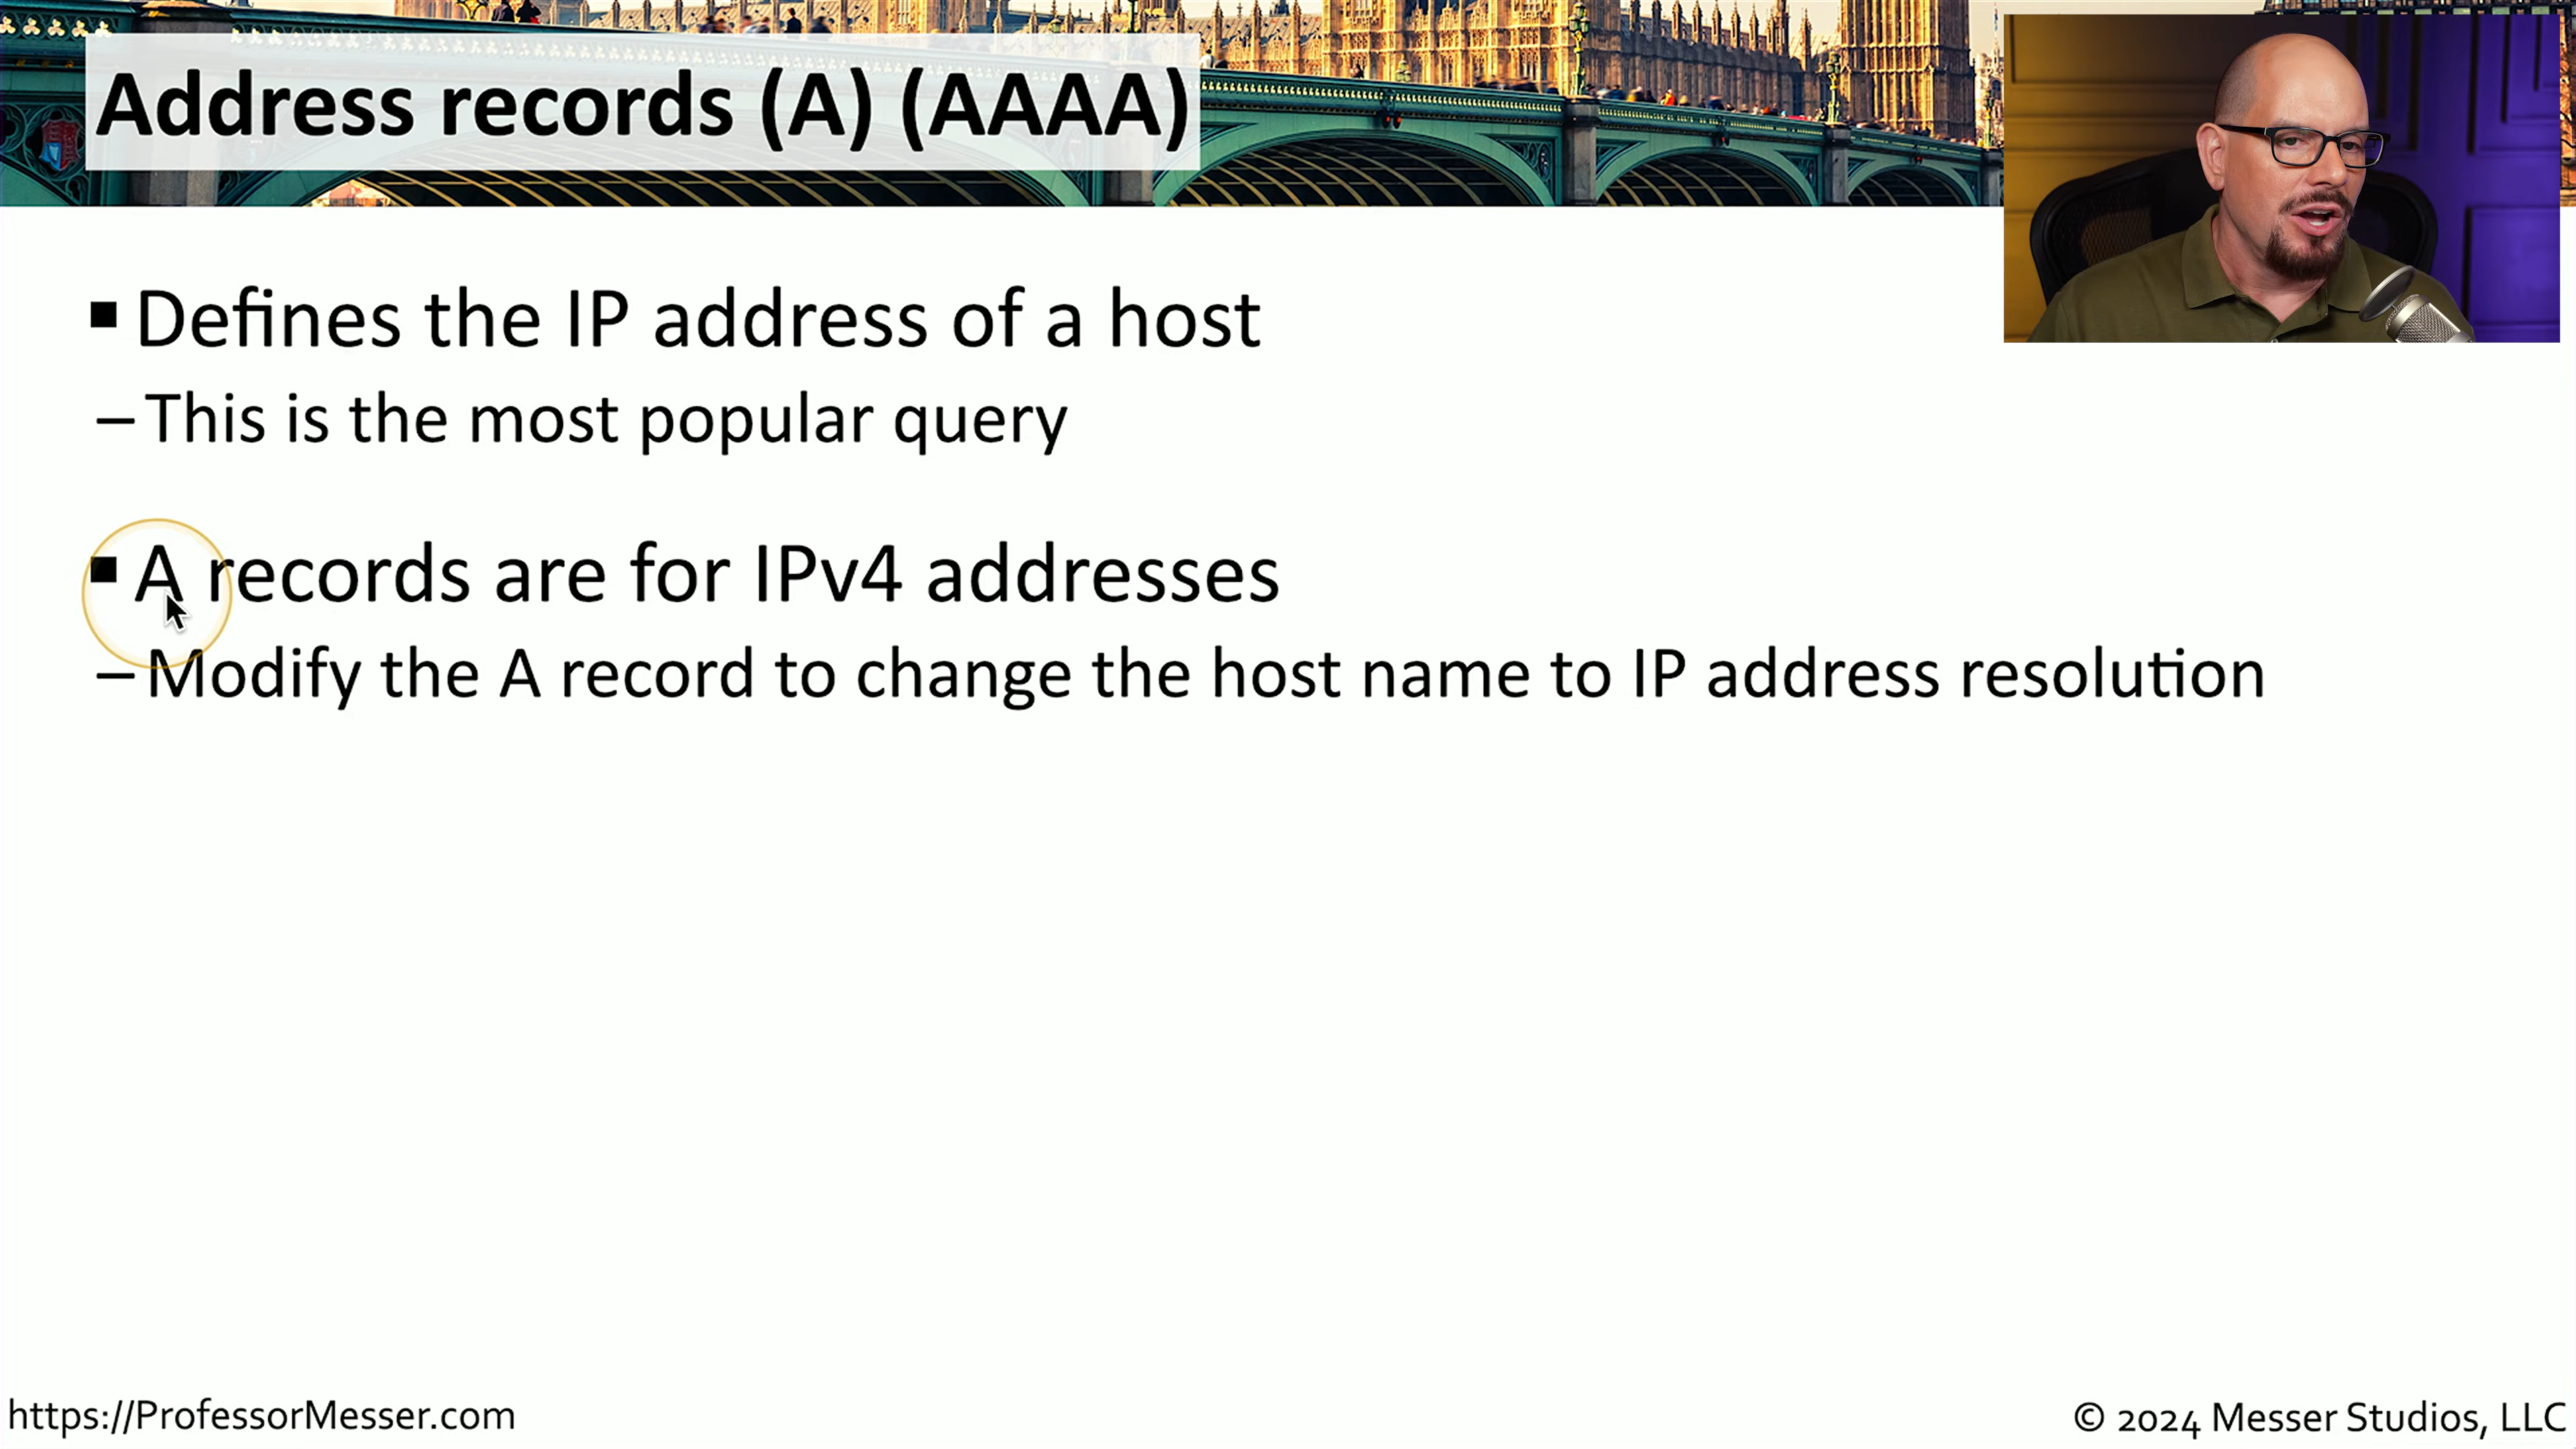 Address records (A) (AAAA)
▪ Defines the IP address of a host
– This is the most popular query
▪ A records are for IPv4 addresses
– Modify the A record to change the host name to IP address resolution
https://ProfessorMesser.com
© 2024 Messer Studios, LLC